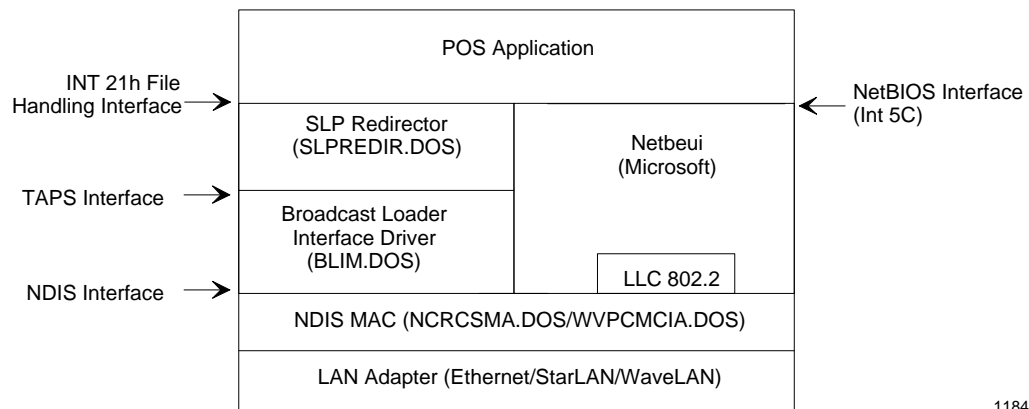 POS Application
INT 21h File
Handling Interface
NetBIOS Interface
(Int 5C)
SLP Redirector
(SLPREDIR.DOS)
Netbeui
(Microsoft)
TAPS Interface
Broadcast Loader
Interface Driver
(BLIM.DOS)
LLC 802.2
NDIS Interface
NDIS MAC (NCRCSMA.DOS/WVPCMCIA.DOS)
LAN Adapter (Ethernet/StarLAN/WaveLAN)
1184